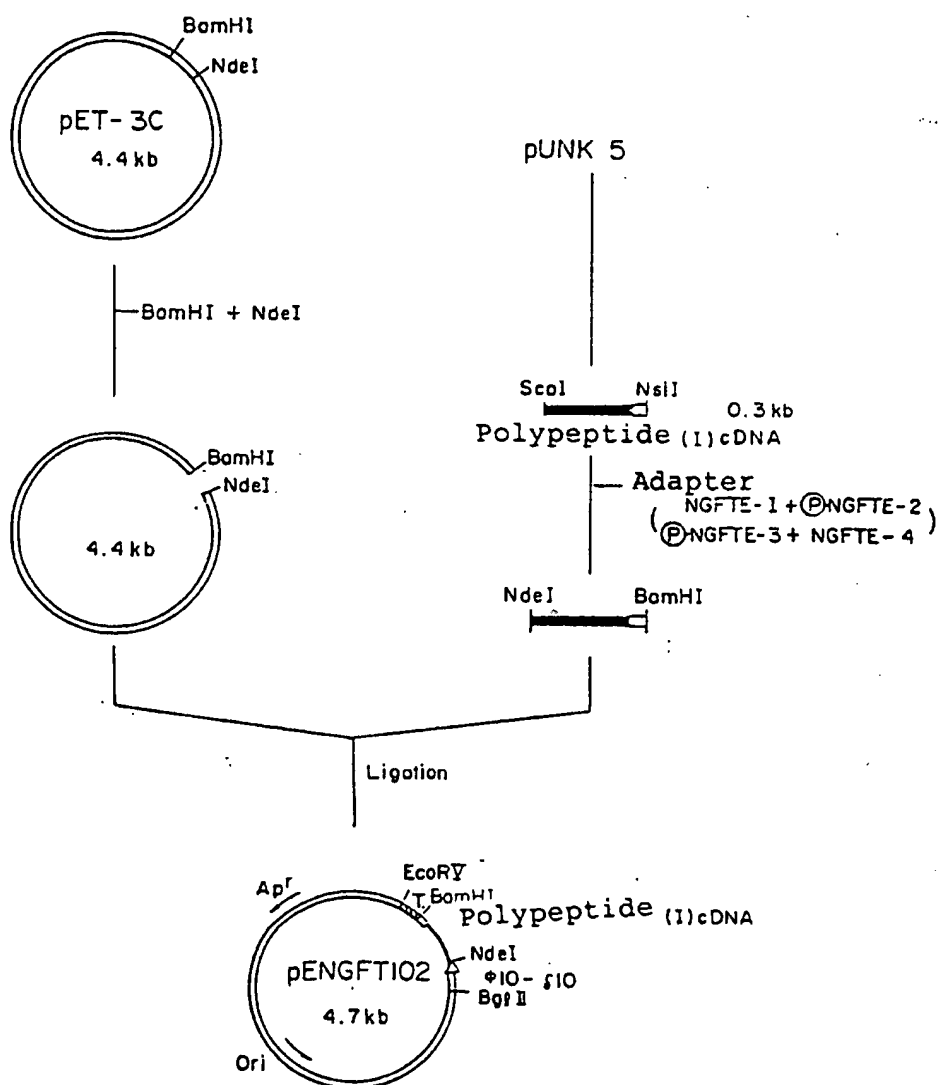 BamHI
NdeI
pET-3C
4.4 kb
pUNK 5
BamHI + NdeI
ScoI NsiI
0.3 kb
Polypeptide (I) cDNA
BamHI
NdeI
4.4 kb
Adapter
( NGFTE-1 + ⓟNGFTE-2
ⓟNGFTE-3 + NGFTE-4 )
NdeI BamHI
Ligation
EcoRV
Apr
T BamHI
Polypeptide (I) cDNA
NdeI
Φ10-s10
BglII
pENGFT102
4.7 kb
Ori